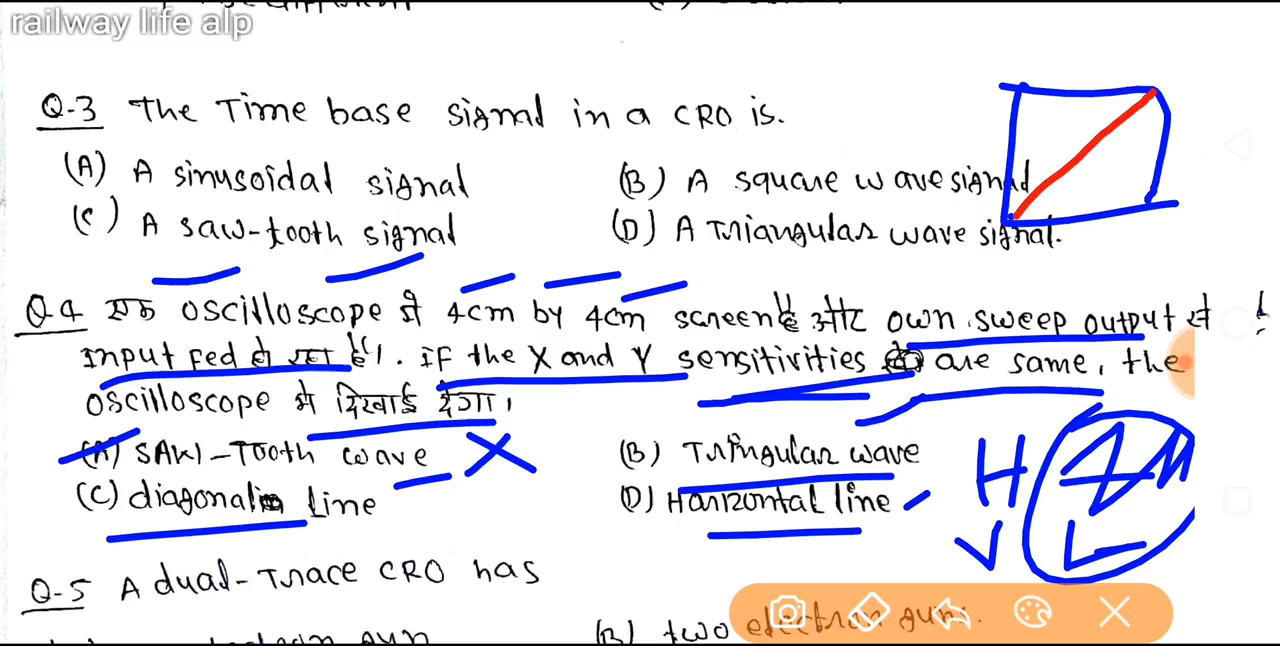 railway life alp
Q-3 The Time base signal in a CRO is.
(A) A sinusoidal signal
(B) A square wave signal
(C) A saw-tooth signal
(D) A Triangular wave signal.
Q4 एक oscilloscope में 4cm by 4cm screen है और own sweep output से
Input fed हो रहा है। . IF the X and Y sensitivities are same, the
oscilloscope में दिखाई देगा।
(A) SAW-Tooth wave
(B) Triangular wave
(C) diagonal Line
(D) Horizontal line
H
V
L
Q-5 A dual-Trace CRO has
(B) two electron gun.